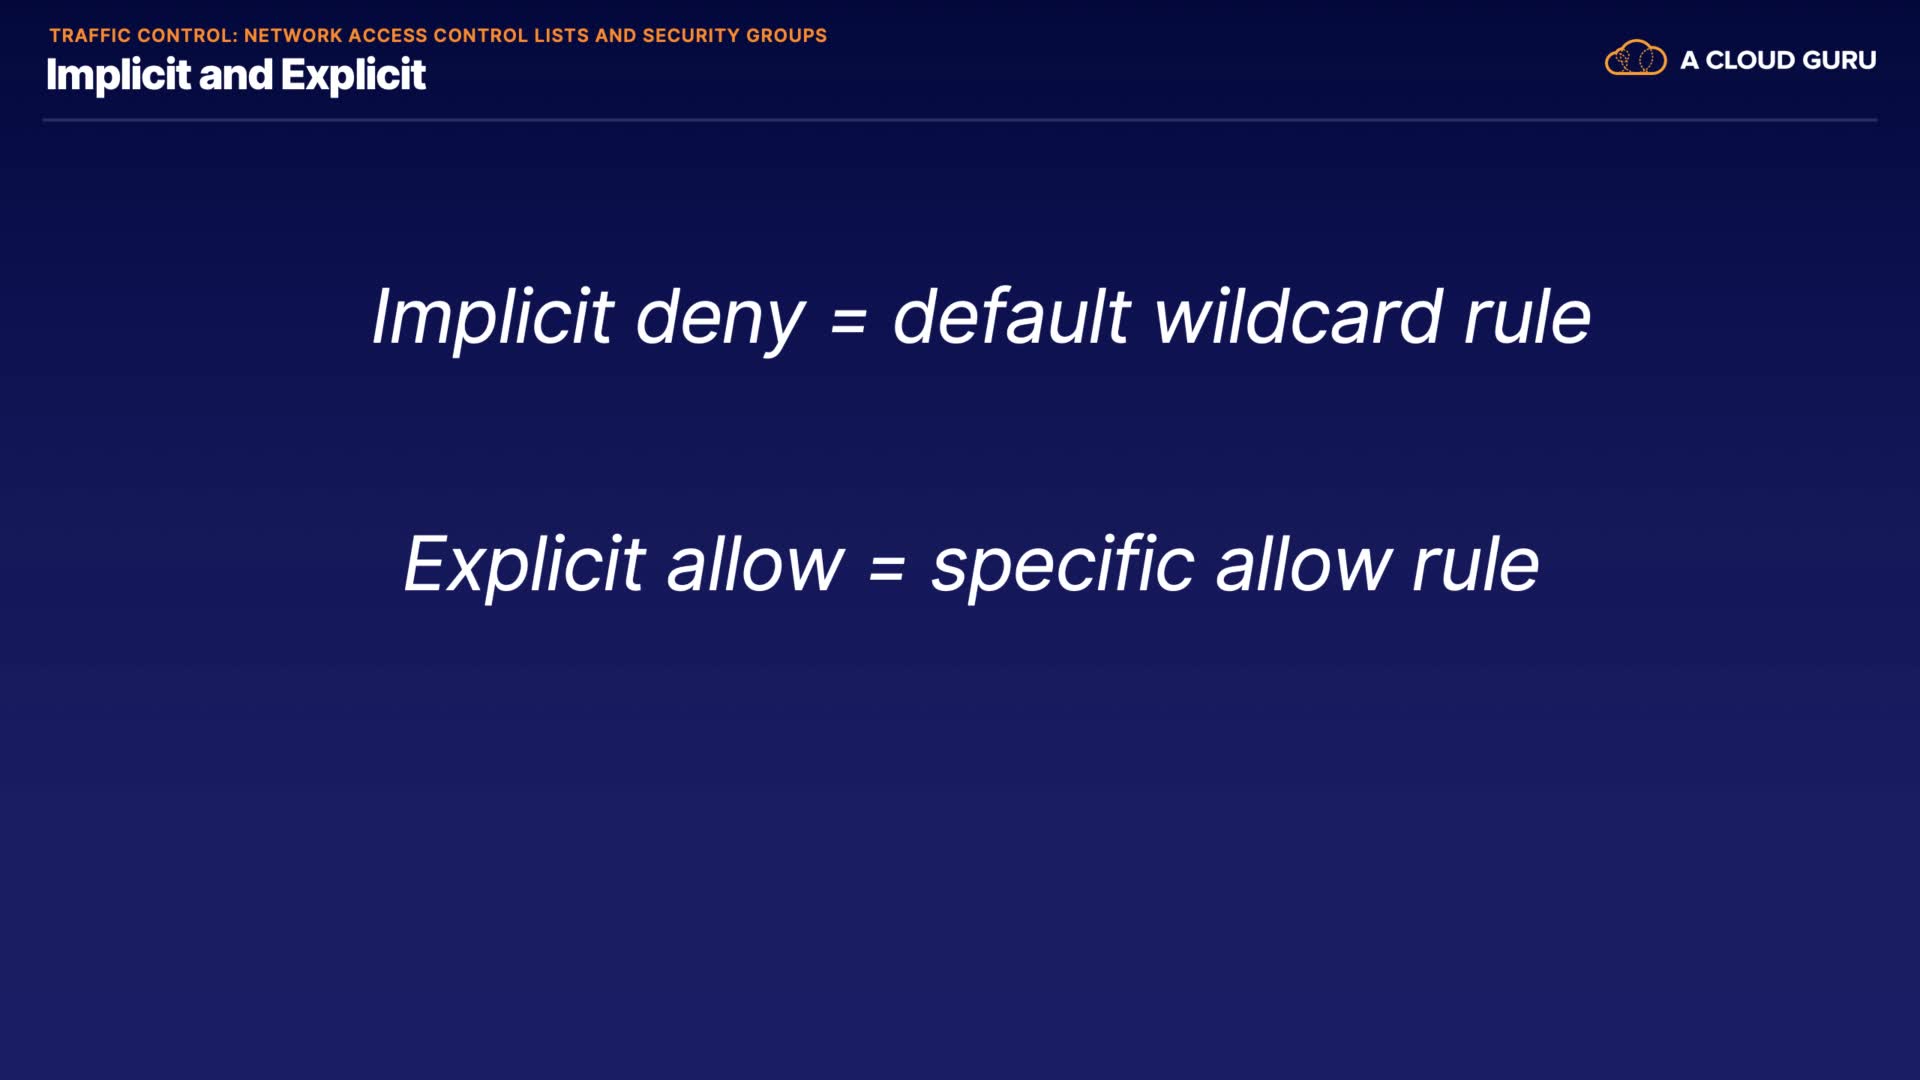 TRAFFIC CONTROL: NETWORK ACCESS CONTROL LISTS AND SECURITY GROUPS
Implicit and Explicit
A CLOUD GURU
Implicit deny = default wildcard rule
Explicit allow = specific allow rule